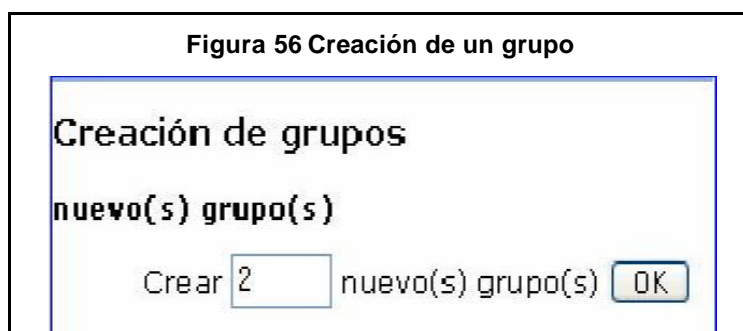 Figura 56 Creación de un grupo
Creación de grupos
nuevo(s) grupo(s)
Crear 2 nuevo(s) grupo(s) OK